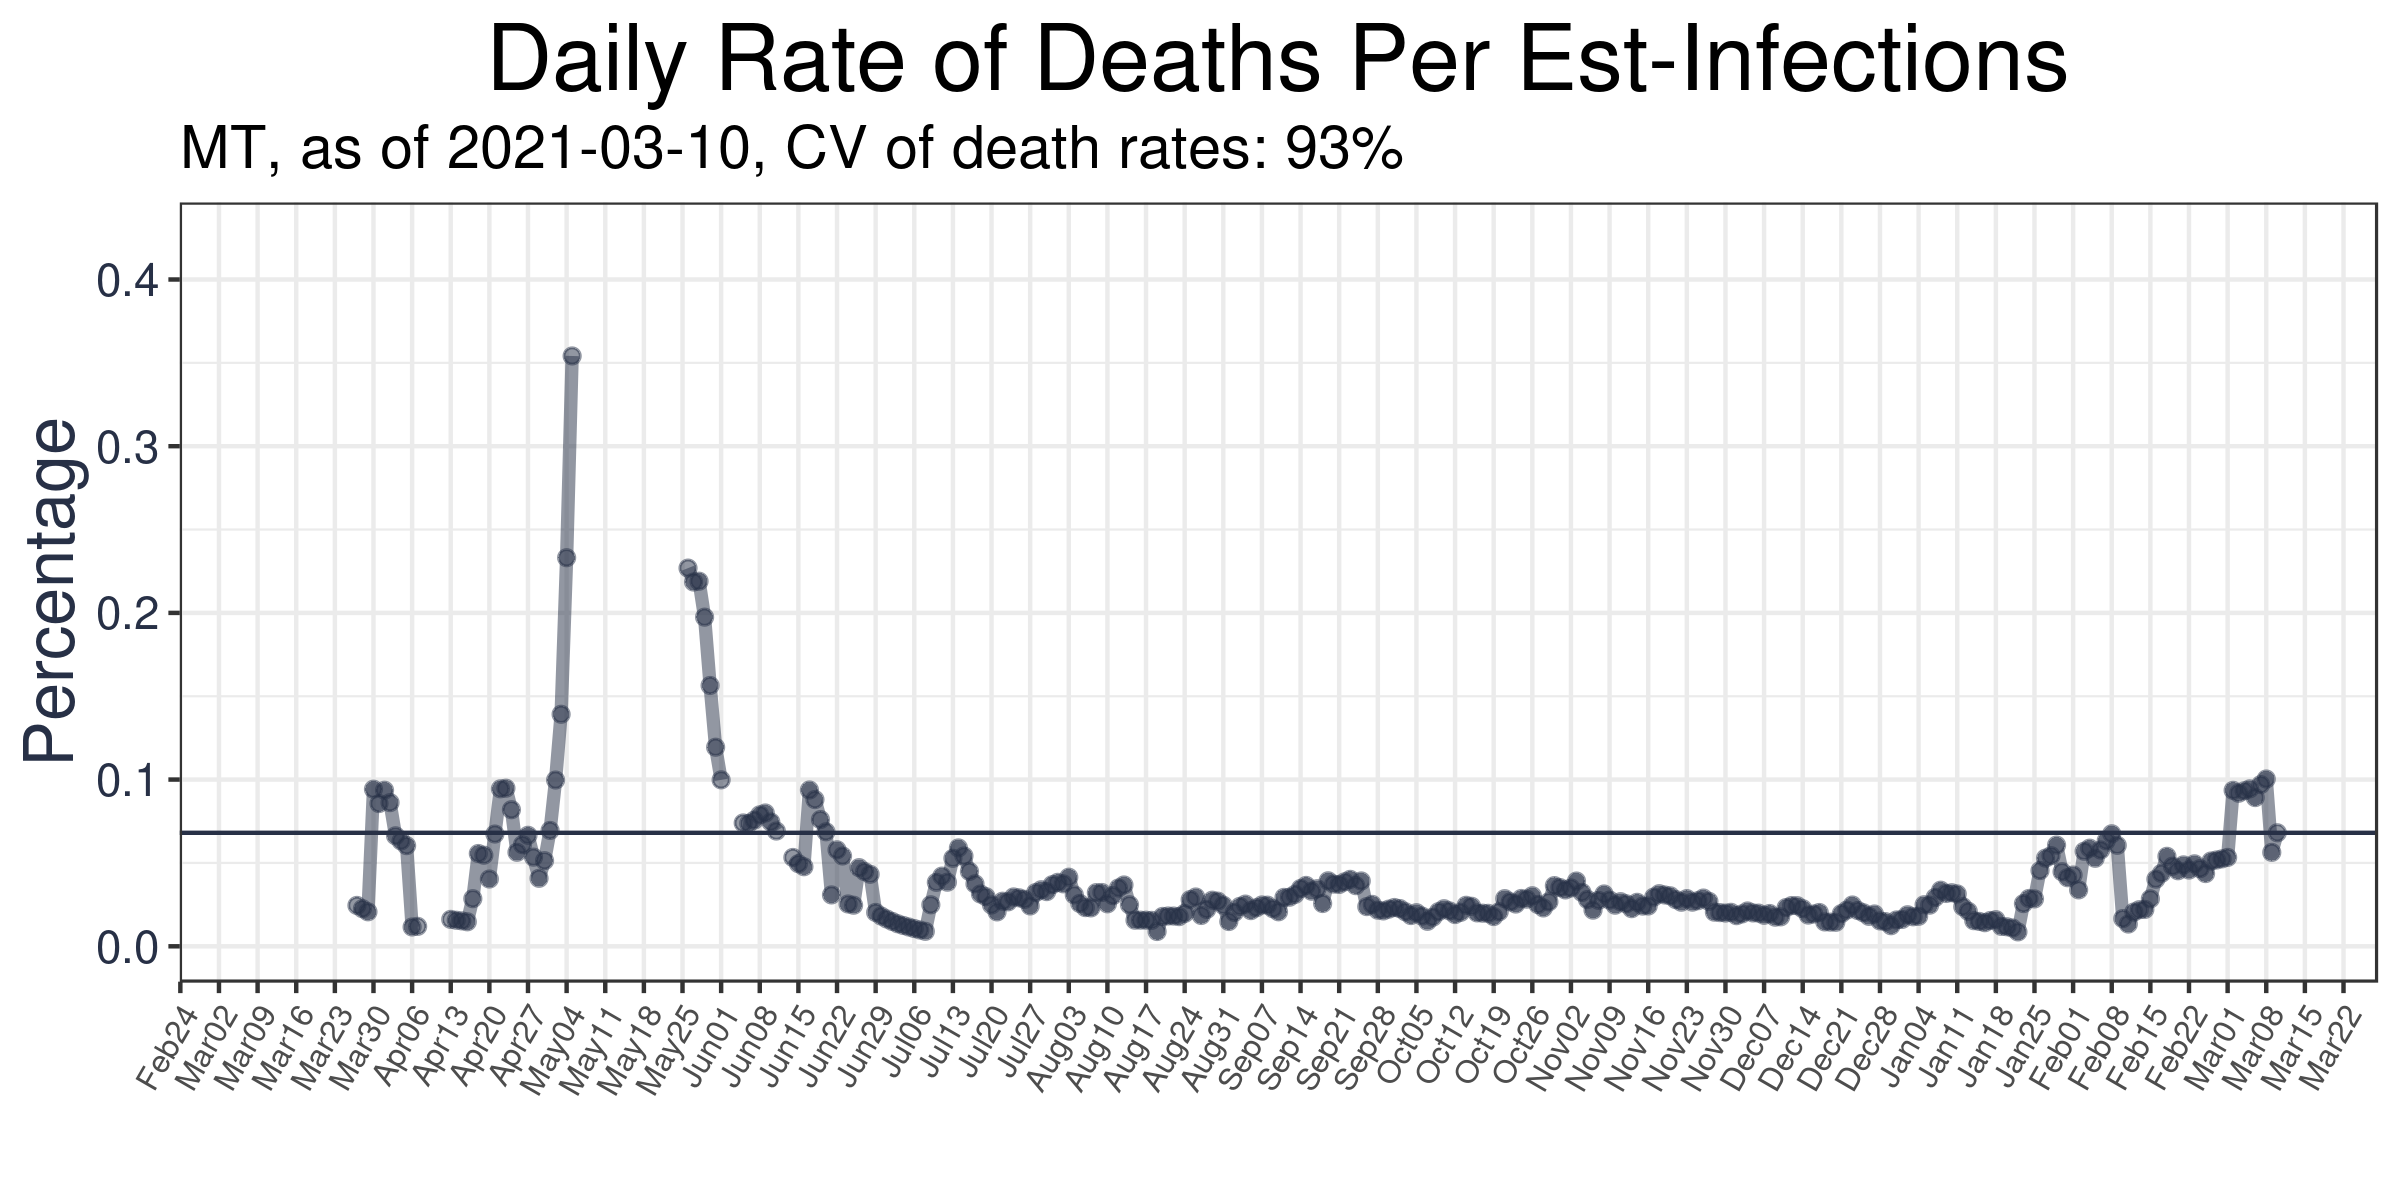 Daily Rate of Deaths Per Est-Infections
MT, as of 2021-03-10, CV of death rates: 93%
Percentage
0.4
0.3
0.2
0.1
0.0
Feb24
Mar02
Mar09
Mar16
Mar23
Mar30
Apr06
Apr13
Apr20
Apr27
May04
May11
May18
May25
Jun01
Jun08
Jun15
Jun22
Jun29
Jul06
Jul13
Jul20
Jul27
Aug03
Aug10
Aug17
Aug24
Aug31
Sep07
Sep14
Sep21
Sep28
Oct05
Oct12
Oct19
Oct26
Nov02
Nov09
Nov16
Nov23
Nov30
Dec07
Dec14
Dec21
Dec28
Jan04
Jan11
Jan18
Jan25
Feb01
Feb08
Feb15
Feb22
Mar01
Mar08
Mar15
Mar22